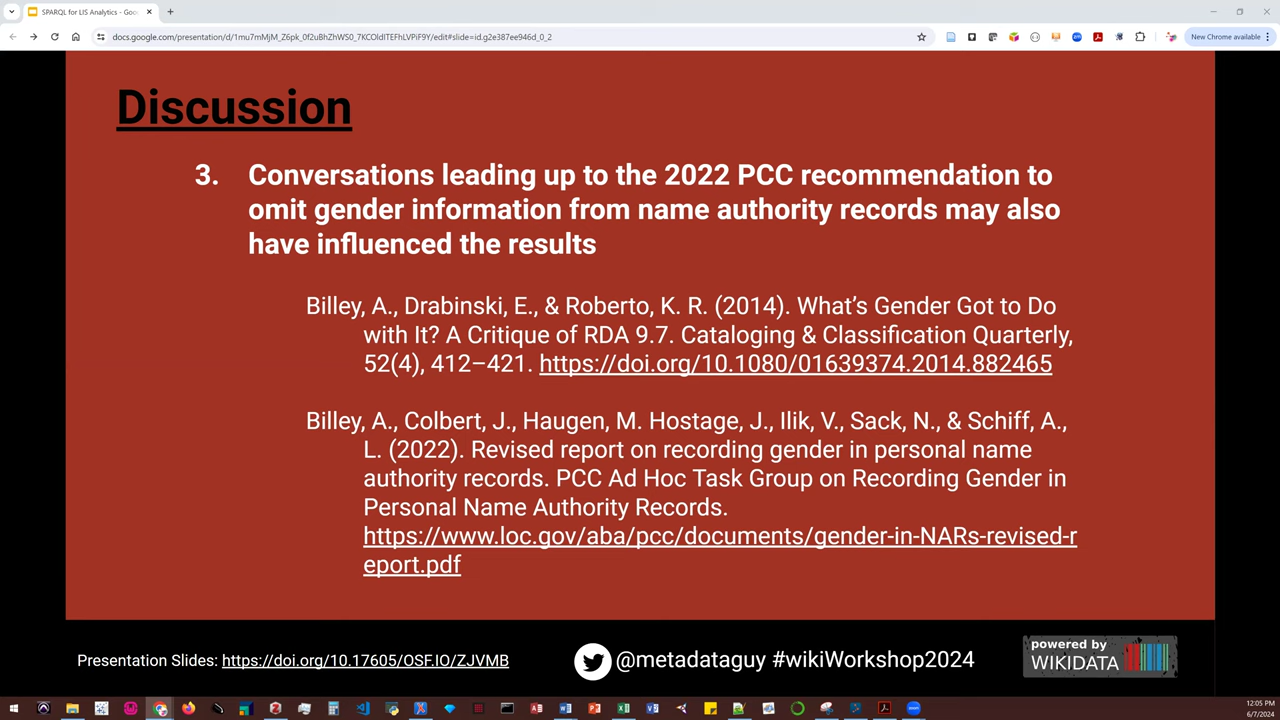 SPARQL for LIS Analytics - Goo
docs.google.com/presentation/d/1mu7mMjM_Z6pk_0f2uBhZhWS0_7KCOldITEFhLVPiF9Y/edit#slide=id.g2e387ee946d_0_2
New Chrome available
Discussion
3. Conversations leading up to the 2022 PCC recommendation to
omit gender information from name authority records may also
have influenced the results
Billey, A., Drabinski, E., & Roberto, K. R. (2014). What's Gender Got to Do
with It? A Critique of RDA 9.7. Cataloging & Classification Quarterly,
52(4), 412–421. https://doi.org/10.1080/01639374.2014.882465
Billey, A., Colbert, J., Haugen, M. Hostage, J., Ilik, V., Sack, N., & Schiff, A.,
L. (2022). Revised report on recording gender in personal name
authority records. PCC Ad Hoc Task Group on Recording Gender in
Personal Name Authority Records.
https://www.loc.gov/aba/pcc/documents/gender-in-NARs-revised-r
eport.pdf
Presentation Slides: https://doi.org/10.17605/OSF.IO/ZJVMB
@metadataguy #wikiWorkshop2024
powered by
WIKIDATA
12:05 PM
6/7/2024